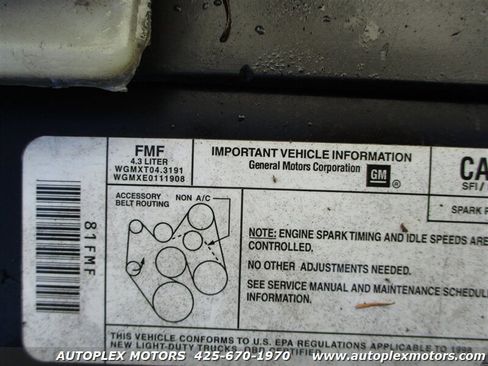 FMF
4.3 LITER
WGMXT04.3191
WGMXE0111908
IMPORTANT VEHICLE INFORMATION
General Motors Corporation
GM ®
CA
SFI /
SPARK
ACCESSORY
BELT ROUTING
NON A/C
81FMF
NOTE: ENGINE SPARK TIMING AND IDLE SPEEDS ARE
CONTROLLED.
NO OTHER ADJUSTMENTS NEEDED.
SEE SERVICE MANUAL AND MAINTENANCE SCHEDUL
INFORMATION.
THIS VEHICLE CONFORMS TO U.S. EPA REGULATIONS APPLICABLE TO 1998
NEW LIGHT-DUTY TRUCKS. OBD CERTIFIED
AUTOPLEX MOTORS 425-670-1970 www.autoplexmotors.com